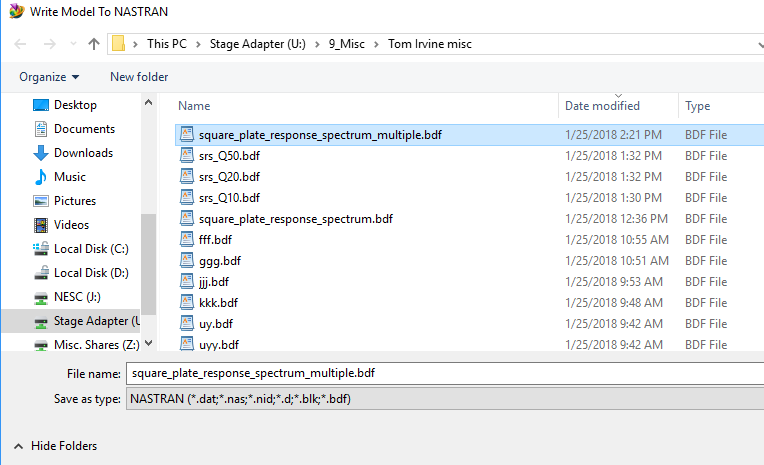 Write Model To NASTRAN
This PC > Stage Adapter (U:) > 9_Misc > Tom Irvine misc
Organize New folder
Name Date modified Type
Desktop
Documents
Downloads
Music
Pictures
Videos
Local Disk (C:)
Local Disk (D:)
NESC (J:)
Stage Adapter (U
Misc. Shares (Z:)
square_plate_response_spectrum_multiple.bdf 1/25/2018 2:21 PM BDF File
srs_Q50.bdf 1/25/2018 1:32 PM BDF File
srs_Q20.bdf 1/25/2018 1:32 PM BDF File
srs_Q10.bdf 1/25/2018 1:30 PM BDF File
square_plate_response_spectrum.bdf 1/25/2018 12:36 PM BDF File
fff.bdf 1/25/2018 10:55 AM BDF File
ggg.bdf 1/25/2018 10:51 AM BDF File
jjj.bdf 1/25/2018 9:53 AM BDF File
kkk.bdf 1/25/2018 9:48 AM BDF File
uy.bdf 1/25/2018 9:42 AM BDF File
uyy.bdf 1/25/2018 9:42 AM BDF File
File name: square_plate_response_spectrum_multiple.bdf
Save as type: NASTRAN (*.dat;*.nas;*.nid;*.d;*.blk;*.bdf)
Hide Folders